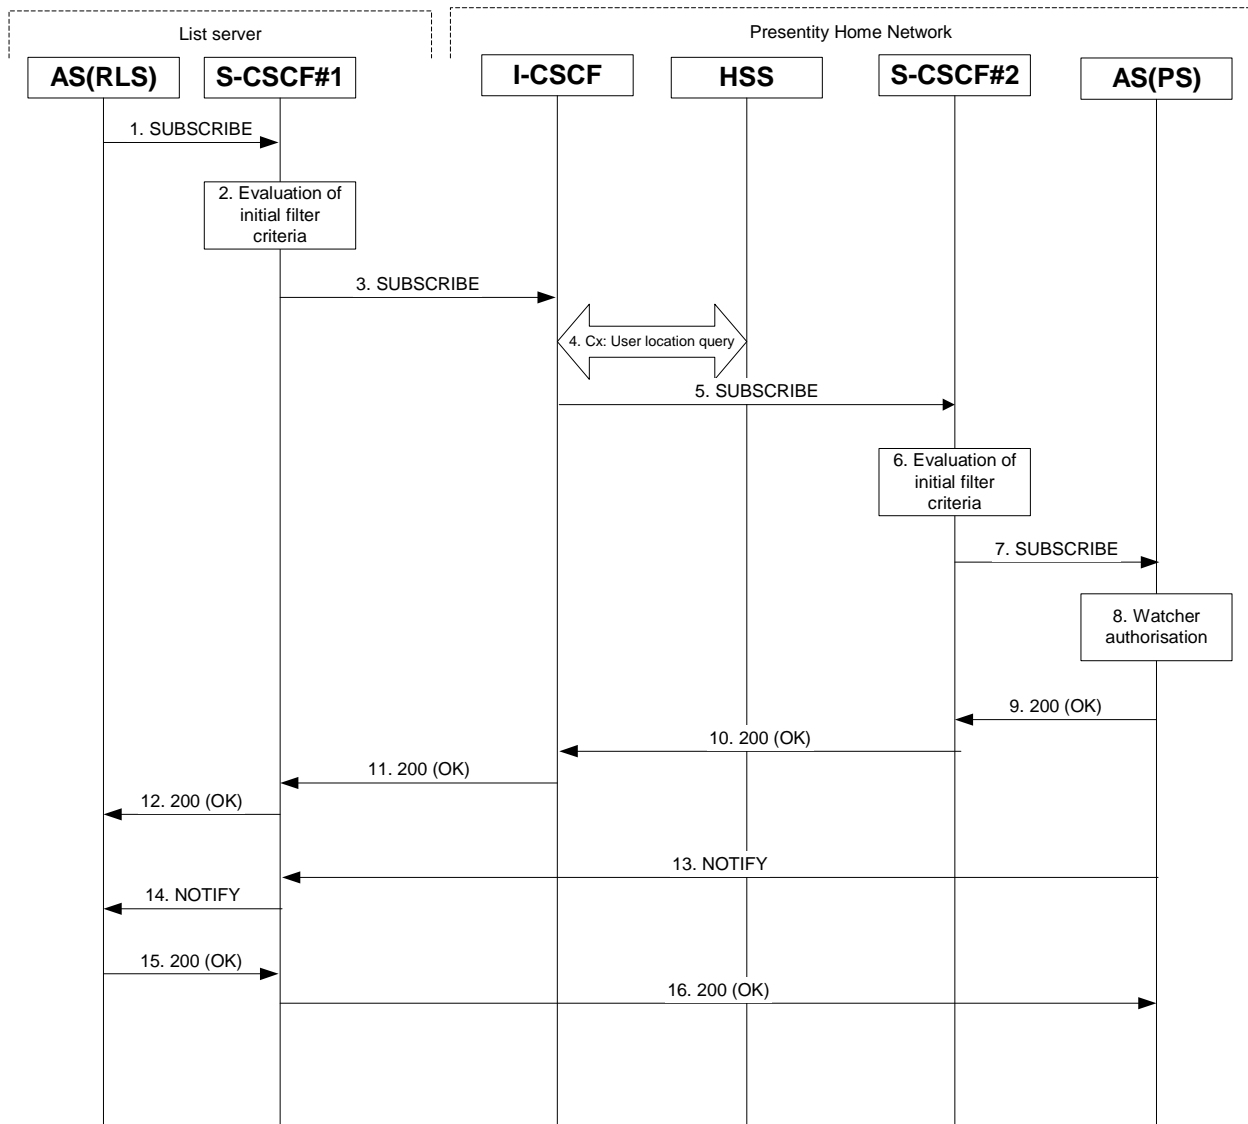 List server
Presentity Home Network
AS(RLS)
S-CSCF#1
I-CSCF
HSS
S-CSCF#2
AS(PS)
1. SUBSCRIBE
2. Evaluation of
initial filter
criteria
3. SUBSCRIBE
4. Cx: User location query
5. SUBSCRIBE
6. Evaluation of
initial filter
criteria
7. SUBSCRIBE
8. Watcher
authorisation
9. 200 (OK)
10. 200 (OK)
11. 200 (OK)
12. 200 (OK)
13. NOTIFY
14. NOTIFY
15. 200 (OK)
16. 200 (OK)